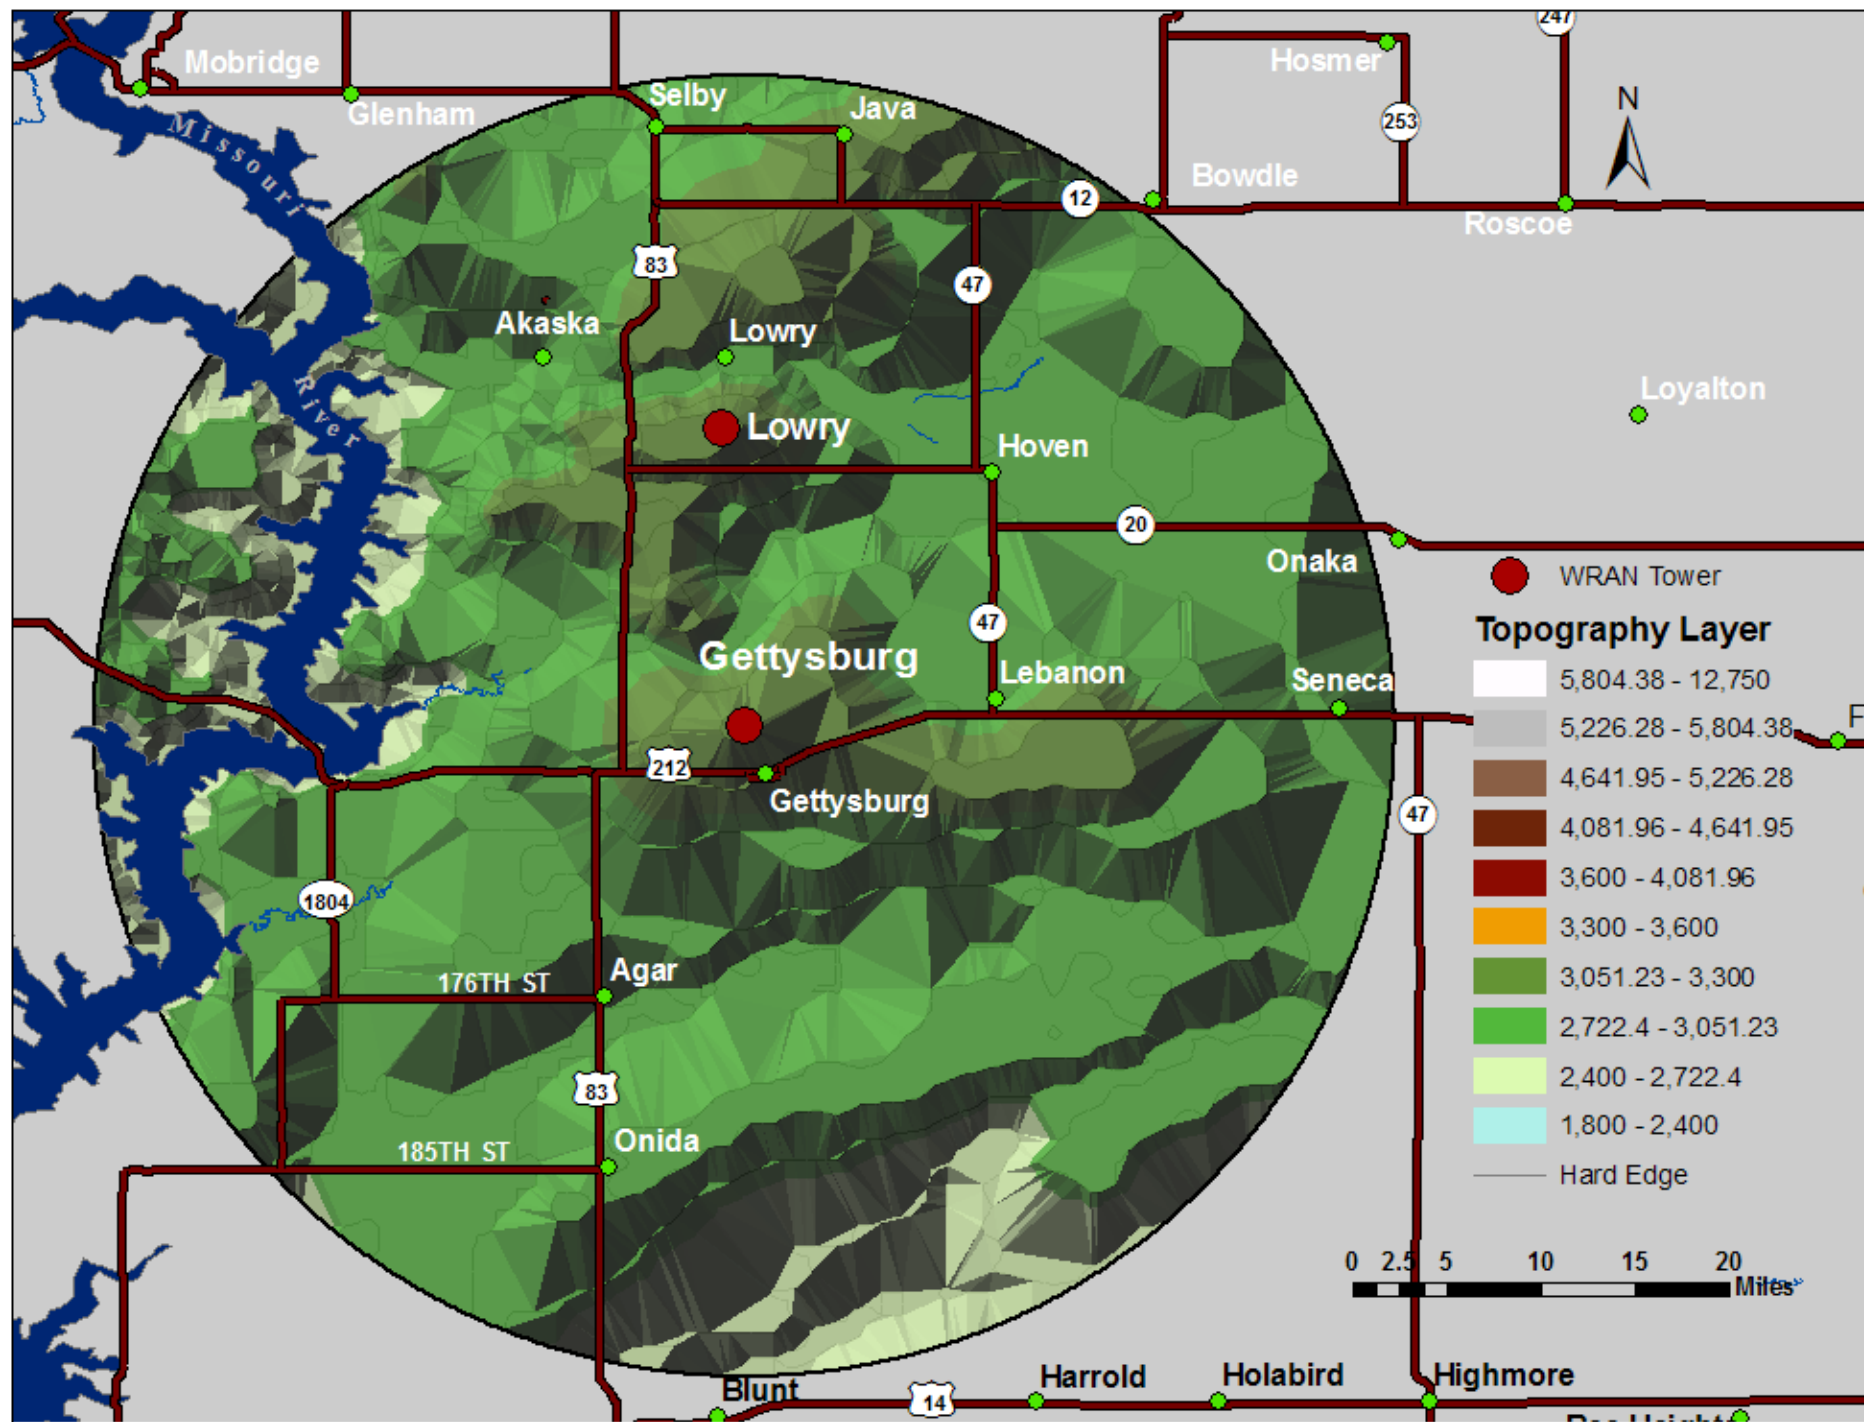 247
Mobridge
Hosmer
N
Glenham
Selby
Java
253
Missouri
Bowdle
12
Roscoe
83
47
Akaska
Lowry
Loyalton
River
Lowry
Hoven
20
Onaka
WRAN Tower
47
Topography Layer
Gettysburg
Lebanon
Seneca
5,804.38 - 12,750
F
5,226.28 - 5,804.38
212
4,641.95 - 5,226.28
Gettysburg
47
4,081.96 - 4,641.95
3,600 - 4,081.96
1804
3,300 - 3,600
Agar
176TH ST
3,051.23 - 3,300
2,722.4 - 3,051.23
83
2,400 - 2,722.4
Onida
185TH ST
1,800 - 2,400
Hard Edge
0 2.5 5 10 15 20
Miles
Blunt
14
Harrold
Holabird
Highmore